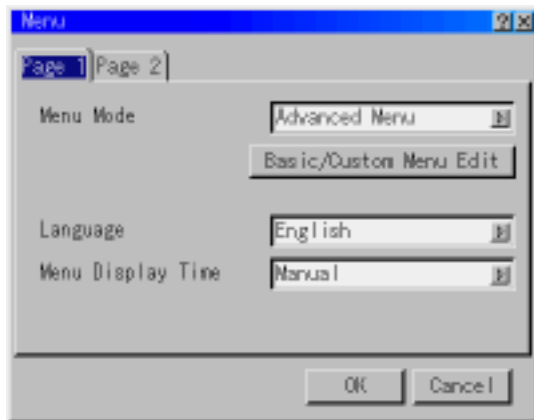 Menu
Page 1 Page 2
Menu Mode Advanced Menu
Basic/Custom Menu Edit
Language English
Menu Display Time Manual
OK Cancel